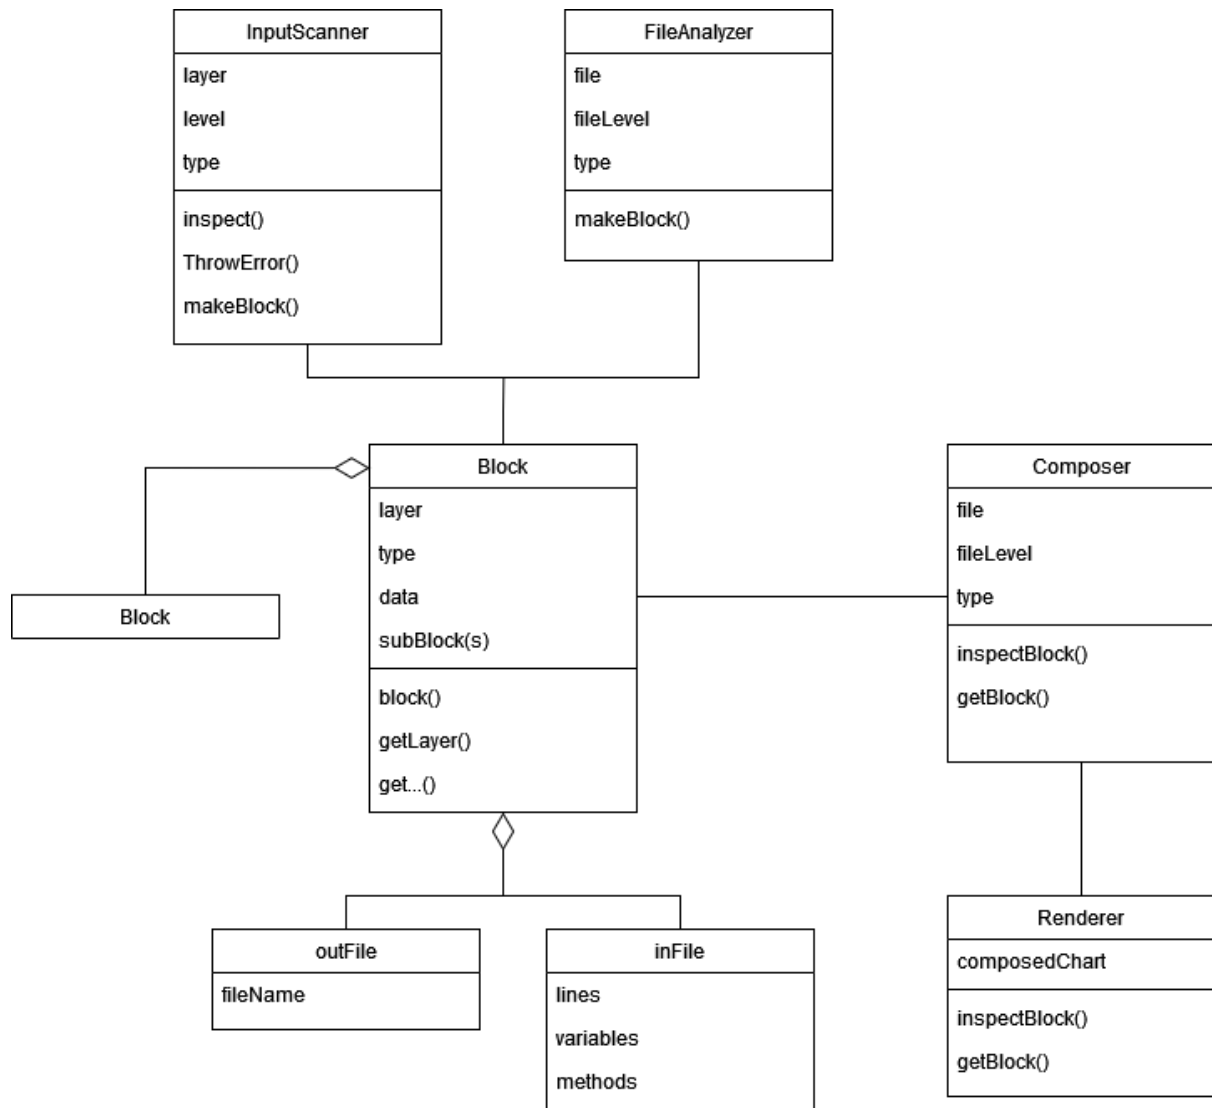 InputScanner
layer
level
type
inspect()
ThrowError()
makeBlock()
FileAnalyzer
file
fileLevel
type
makeBlock()
Block
layer
type
data
subBlock(s)
block()
getLayer()
get...()
Block
Composer
file
fileLevel
type
inspectBlock()
getBlock()
outFile
fileName
inFile
lines
variables
methods
Renderer
composedChart
inspectBlock()
getBlock()